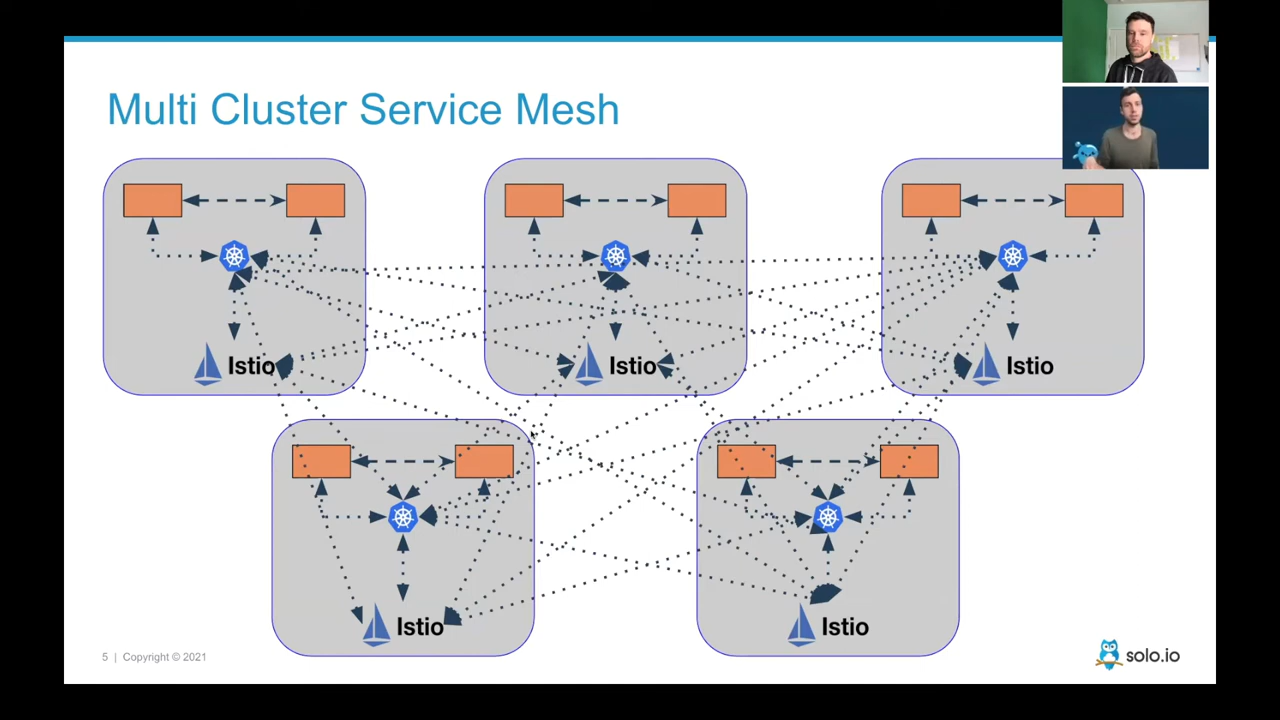 Multi Cluster Service Mesh
Istio
Istio
Istio
Istio
Istio
5 | Copyright © 2021
solo.io